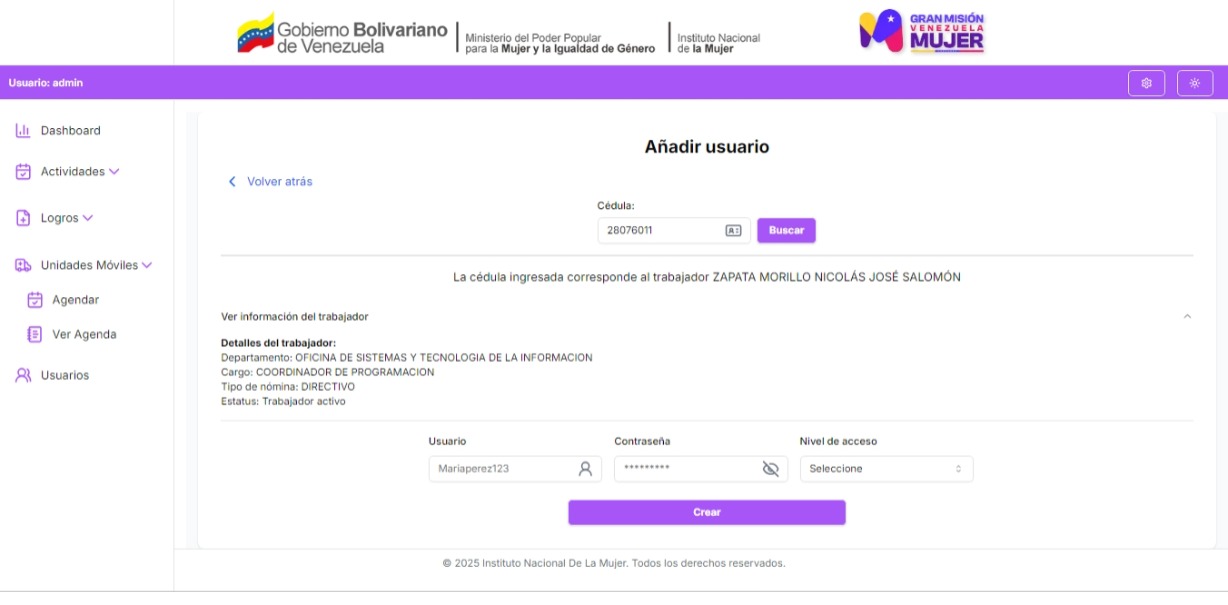 Gobierno Bolivariano
de Venezuela
Ministerio del Poder Popular
para la Mujer y la Igualdad de Género
Instituto Nacional
de la Mujer
GRAN MISIÓN
VENEZUELA
MUJER
Usuario: admin
Dashboard
Actividades
Logros
Unidades Móviles
Agendar
Ver Agenda
Usuarios
Añadir usuario
Volver atrás
Cédula:
28076011
Buscar
La cédula ingresada corresponde al trabajador ZAPATA MORILLO NICOLÁS JOSÉ SALOMÓN
Ver información del trabajador
Detalles del trabajador:
Departamento: OFICINA DE SISTEMAS Y TECNOLOGIA DE LA INFORMACION
Cargo: COORDINADOR DE PROGRAMACION
Tipo de nómina: DIRECTIVO
Estatus: Trabajador activo
Usuario
Mariaperez123
Contraseña
*********
Nivel de acceso
Seleccione
Crear
© 2025 Instituto Nacional De La Mujer. Todos los derechos reservados.